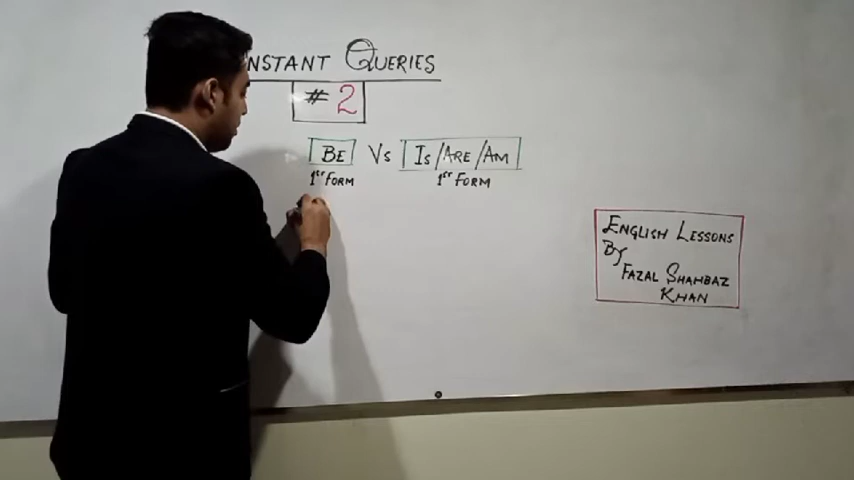 NSTANT QUERIES
# 2
BE Vs IS/ARE/AM
1ST FORM 1ST FORM
ENGLISH LESSONS
By
FAZAL SHAHBAZ
KHAN